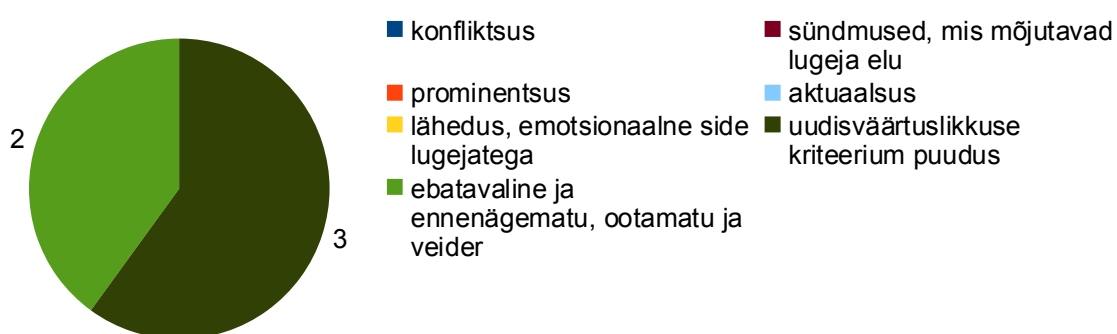 2
3
konfliktsus
sündmused, mis mõjutavad
lugeja elu
prominentsus
aktuaalsus
lähedus, emotsionaalne side
lugejatega
uudisväärtuslikkuse
kriteerium puudus
ebatavaline ja
ennenägematu, ootamatu ja
veider